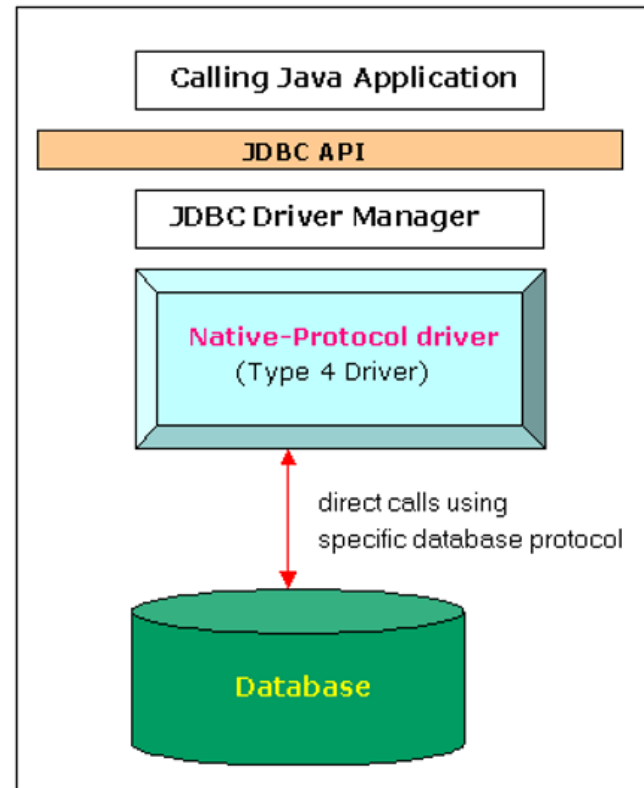 Calling Java Application
JDBC API
JDBC Driver Manager
Native-Protocol driver
(Type 4 Driver)
direct calls using
specific database protocol
Database